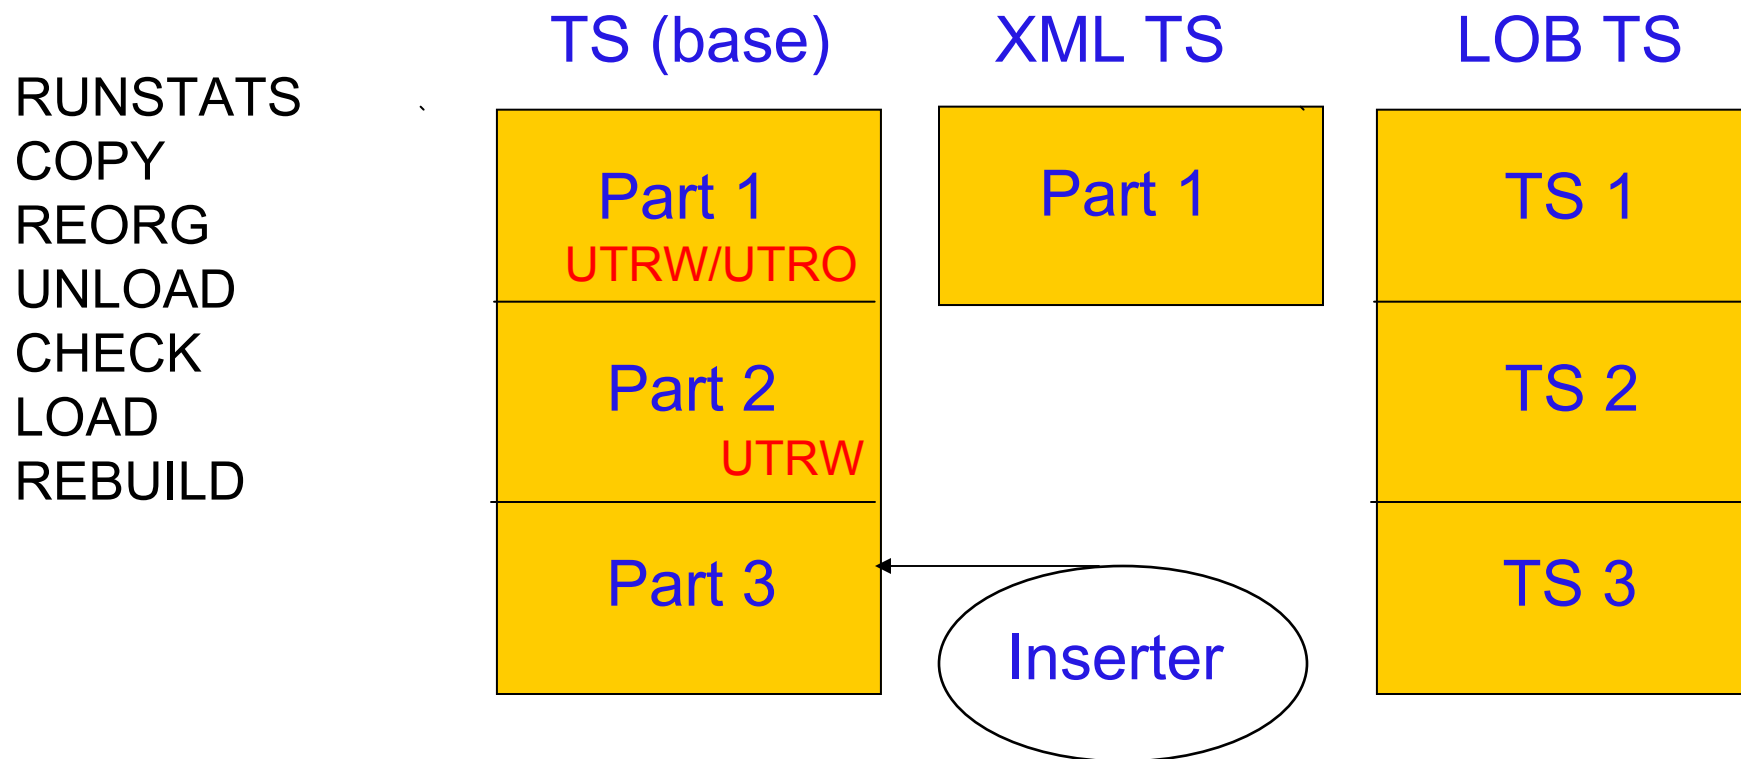 TS (base)
XML TS
LOB TS
RUNSTATS
COPY
REORG
UNLOAD
CHECK
LOAD
REBUILD
Part 1
UTRW/UTRO
Part 2
UTRW
Part 3
Part 1
Inserter
TS 1
TS 2
TS 3